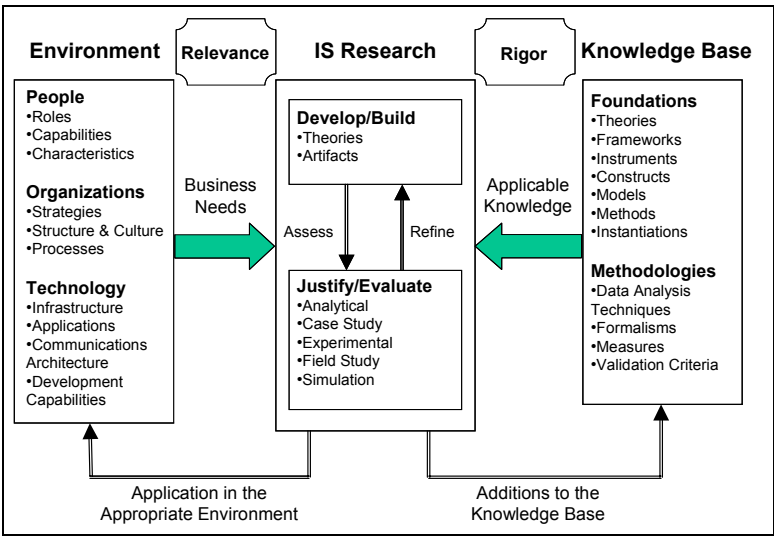 Environment
Relevance
IS Research
Rigor
Knowledge Base
People
•Roles
•Capabilities
•Characteristics
Organizations
•Strategies
•Structure & Culture
•Processes
Technology
•Infrastructure
•Applications
•Communications
Architecture
•Development
Capabilities
Business
Needs
Develop/Build
•Theories
•Artifacts
Assess
Refine
Justify/Evaluate
•Analytical
•Case Study
•Experimental
•Field Study
•Simulation
Applicable
Knowledge
Foundations
•Theories
•Frameworks
•Instruments
•Constructs
•Models
•Methods
•Instantiations
Methodologies
•Data Analysis
Techniques
•Formalisms
•Measures
•Validation Criteria
Application in the
Appropriate Environment
Additions to the
Knowledge Base